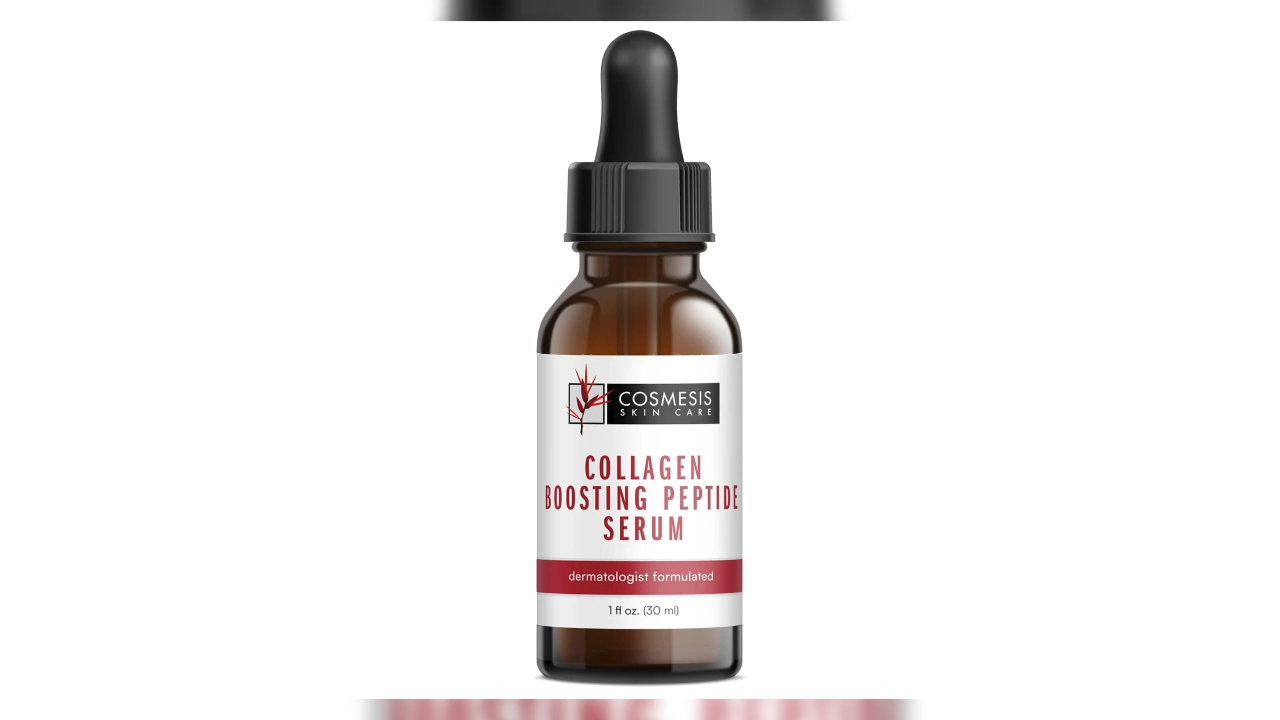 COSMESIS
SKIN CARE
COLLAGEN
BOOSTING PEPTIDE
SERUM
dermatologist formulated
1 fl oz. (30 ml)